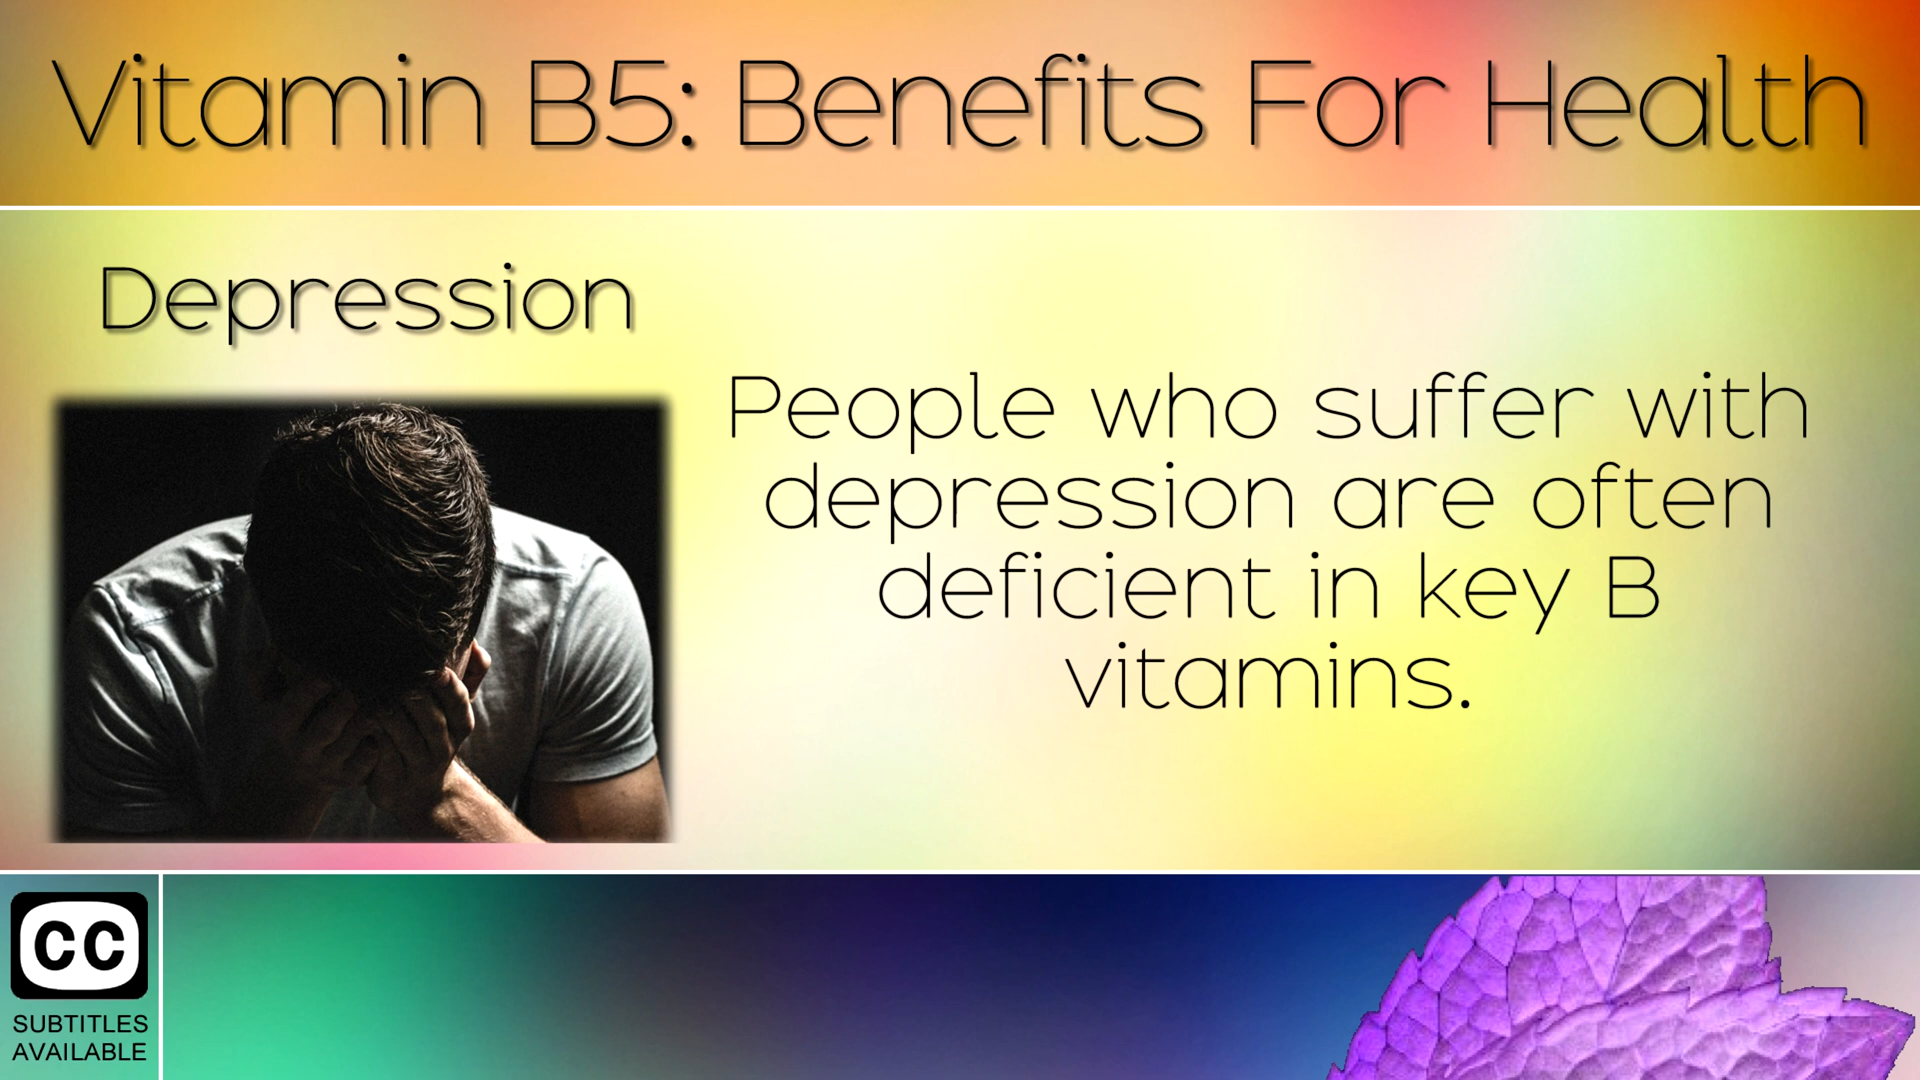 Vitamin B5: Benefits For Health
Depression
People who suffer with
depression are often
deficient in key B
vitamins.
CC
SUBTITLES
AVAILABLE